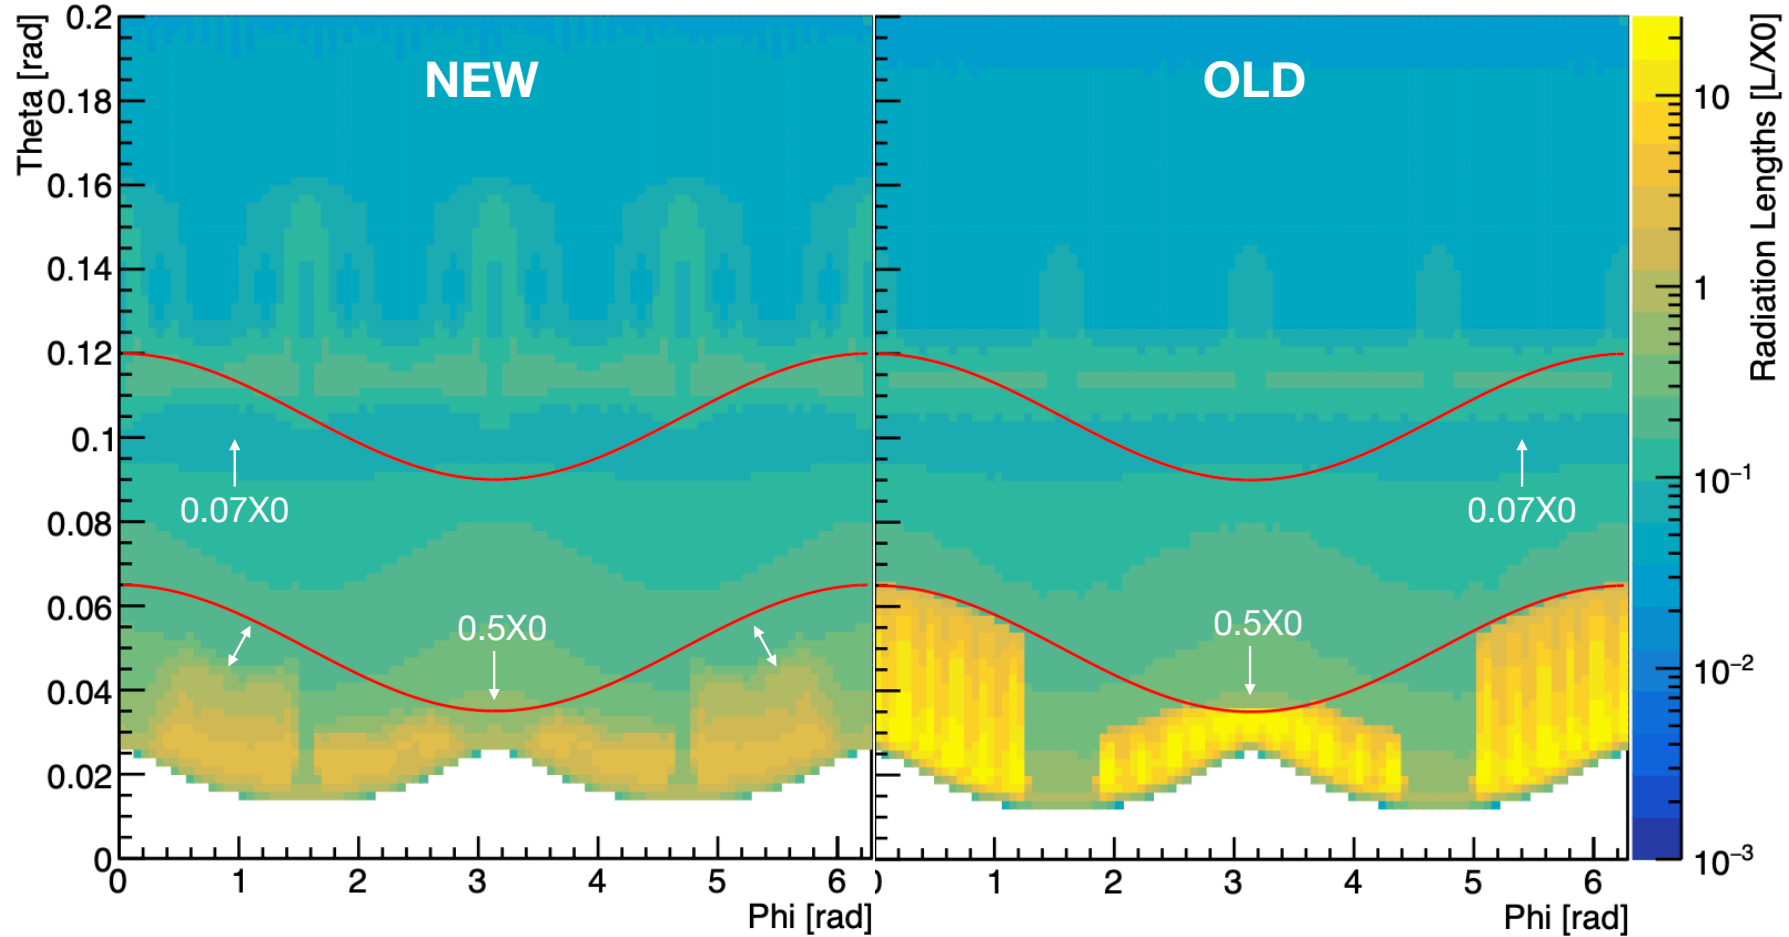 Theta [rad]
0.2
0.18
0.16
0.14
0.12
0.1
0.08
0.06
0.04
0.02
0
NEW
0.07X0
0.5X0
0 1 2 3 4 5 6
Phi [rad]
OLD
0.07X0
0.5X0
1 2 3 4 5 6
Phi [rad]
10
1
10⁻¹
10⁻²
10⁻³
Radiation Lengths [L/X0]